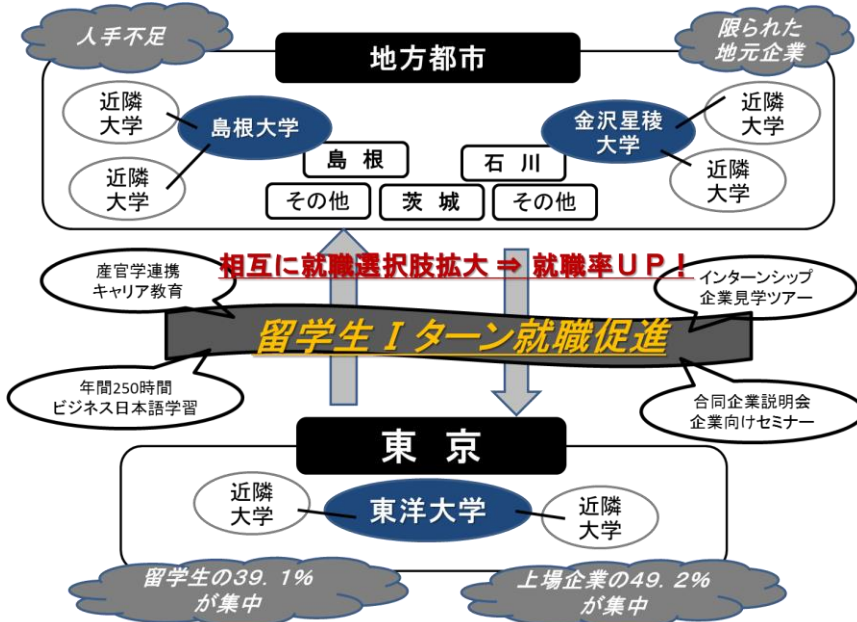 人手不足
地方都市
限られた
地元企業
近隣
大学
島根大学
近隣
大学
金沢星稜
大学
近隣
大学
近隣
大学
島 根
石 川
その他
茨 城
その他
相互に就職選択肢拡大 ⇒ 就職率UP!
産官学連携
キャリア教育
インターンシップ
企業見学ツアー
留学生Iターン就職促進
年間250時間
ビジネス日本語学習
合同企業説明会
企業向けセミナー
東 京
近隣
大学
東洋大学
近隣
大学
留学生の39.1%
が集中
上場企業の49.2%
が集中